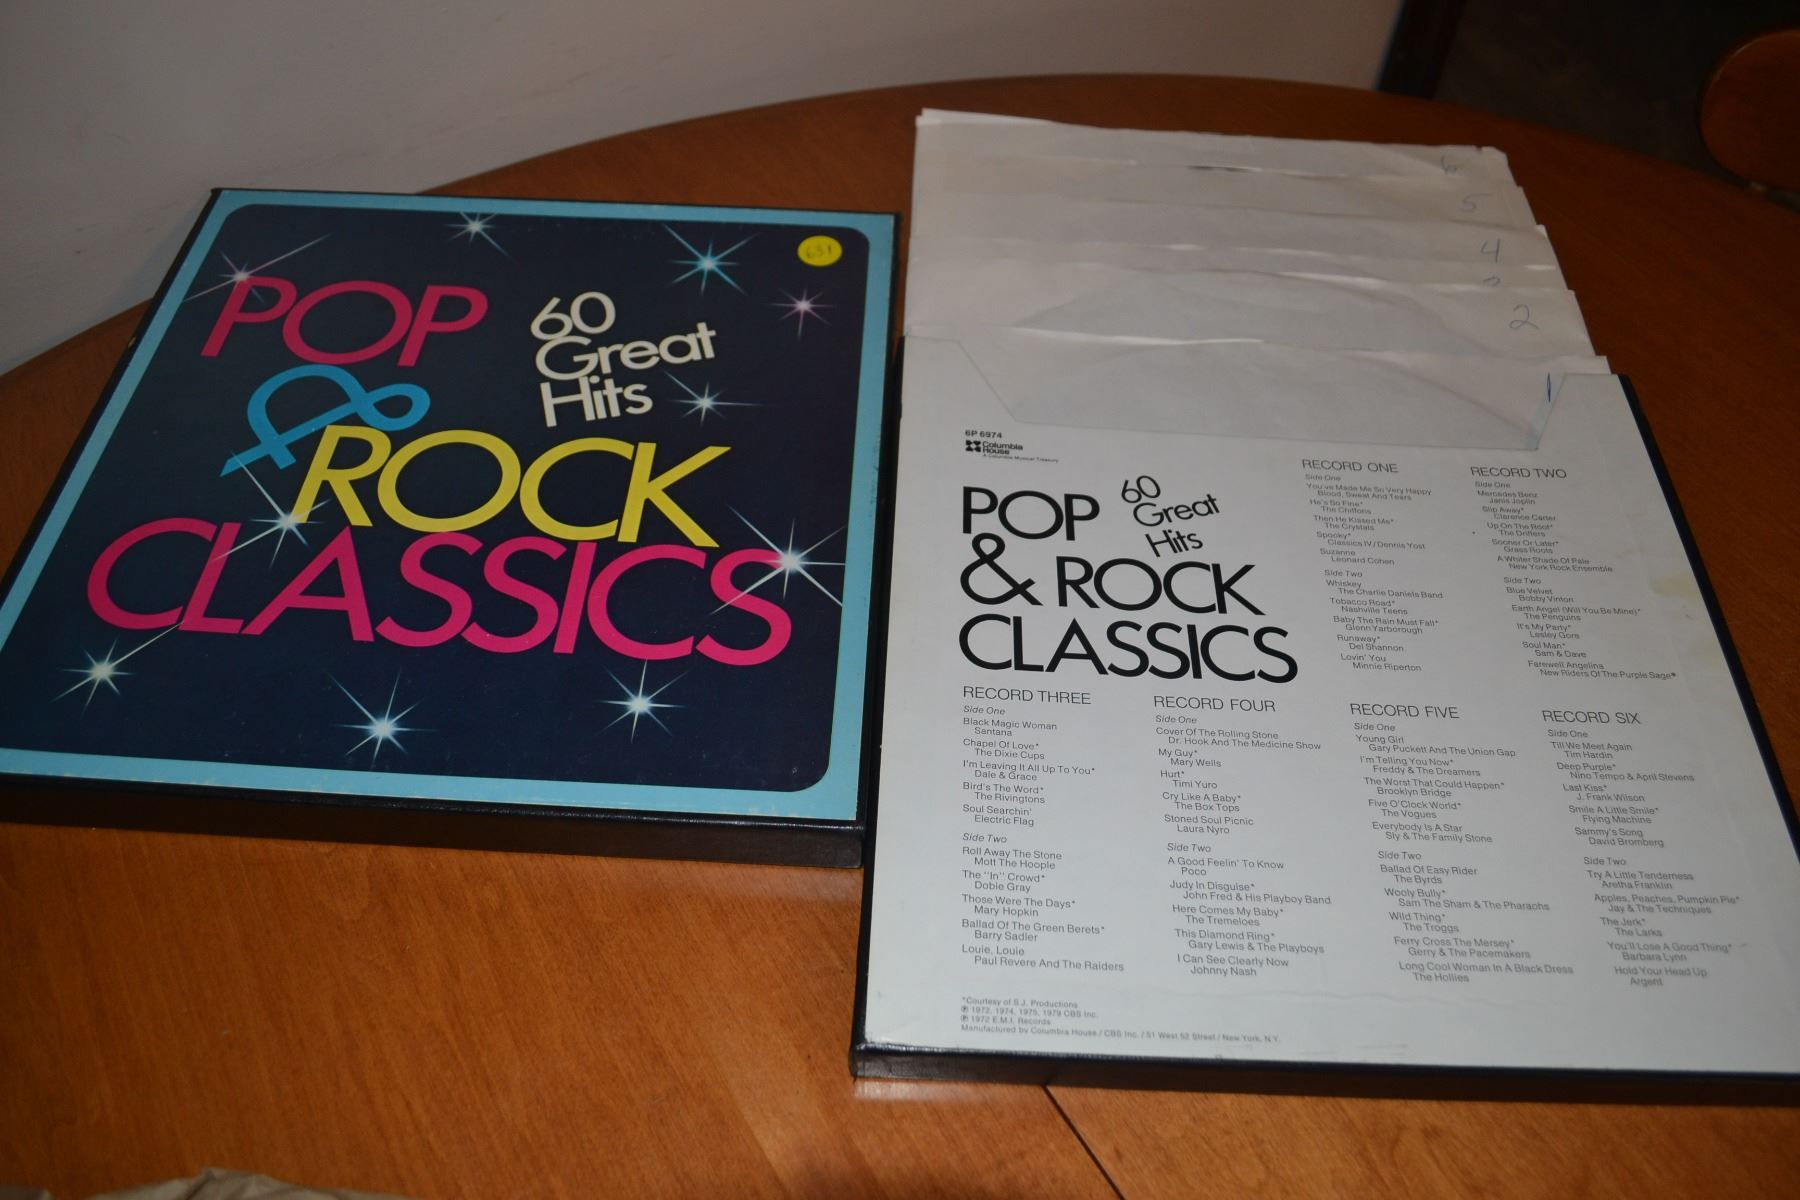 POP
60
Great
Hits
&
ROCK
CLASSICS
631
6
5
4
2
1
6P 6974
Columbia
House
A Columbia Musical Treasury
60
Great
Hits
POP
& ROCK
CLASSICS
RECORD ONE
Side One
You've Made Me So Very Happy
Blood, Sweat And Tears
He's So Fine*
The Chiffons
Then He Kissed Me*
The Crystals
Spooky*
Classics IV / Dennis Yost
Suzanne
Leonard Cohen
Side Two
Whiskey
The Charlie Daniels Band
Tobacco Road*
Nashville Teens
Baby The Rain Must Fall*
Glenn Yarborough
Runaway*
Del Shannon
Lovin' You
Minnie Riperton
RECORD TWO
Side One
Mercedes Benz
Janis Joplin
Slip Away*
Clarence Carter
Up On The Roof*
The Drifters
Sooner Or Later*
Grass Roots
A Whiter Shade Of Pale
New York Rock Ensemble
Side Two
Blue Velvet
Bobby Vinton
Earth Angel (Will You Be Mine)*
The Penguins
It's My Party*
Lesley Gore
Soul Man*
Sam & Dave
Farewell Angelina
New Riders Of The Purple Sage*
RECORD THREE
Side One
Black Magic Woman
Santana
Chapel Of Love*
The Dixie Cups
I'm Leaving It All Up To You*
Dale & Grace
Bird's The Word*
The Rivingtons
Soul Searchin'
Electric Flag
Side Two
Roll Away The Stone
Mott The Hoople
The "In" Crowd*
Dobie Gray
Those Were The Days*
Mary Hopkin
Ballad Of The Green Berets*
Barry Sadler
Louie, Louie
Paul Revere And The Raiders
RECORD FOUR
Side One
Cover Of The Rolling Stone
Dr. Hook And The Medicine Show
My Guy*
Mary Wells
Hurt*
Timi Yuro
Cry Like A Baby*
The Box Tops
Stoned Soul Picnic
Laura Nyro
Side Two
A Good Feelin' To Know
Poco
Judy In Disguise*
John Fred & His Playboy Band
Here Comes My Baby*
The Tremeloes
This Diamond Ring*
Gary Lewis & The Playboys
I Can See Clearly Now
Johnny Nash
RECORD FIVE
Side One
Young Girl
Gary Puckett And The Union Gap
I'm Telling You Now*
Freddy & The Dreamers
The Worst That Could Happen*
Brooklyn Bridge
Five O'Clock World*
The Vogues
Everybody Is A Star
Sly & The Family Stone
Side Two
Ballad Of Easy Rider
The Byrds
Wooly Bully*
Sam The Sham & The Pharaohs
Wild Thing*
The Troggs
Ferry Cross The Mersey*
Gerry & The Pacemakers
Long Cool Woman In A Black Dress
The Hollies
RECORD SIX
Side One
Till We Meet Again
Tim Hardin
Deep Purple*
Nino Tempo & April Stevens
Last Kiss*
J. Frank Wilson
Smile A Little Smile*
Flying Machine
Sammy's Song
David Bromberg
Side Two
Try A Little Tenderness
Aretha Franklin
Apples, Peaches, Pumpkin Pie*
Jay & The Techniques
The Jerk*
The Larks
You'll Lose A Good Thing*
Barbara Lynn
Hold Your Head Up
Argent
*Courtesy of S.J. Productions
℗ 1972, 1974, 1975, 1979 CBS Inc.
℗ 1972 E.M.I. Records
Manufactured by Columbia House / CBS Inc. / 51 West 52 Street / New York, N.Y.